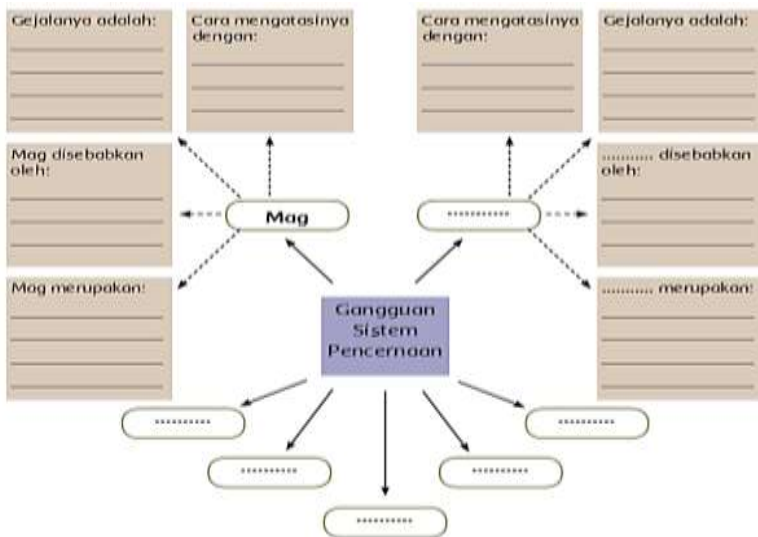 Gejalanya adalah:
Cara mengatasinya
dengan:
Cara mengatasinya
dengan:
Gejalanya adalah:
Mag disebabkan
oleh:
Mag
...........
........... disebabkan
oleh:
Mag merupakan:
........... merupakan:
Gangguan
Sistem
Pencernaan
..........
..........
..........
..........
..........